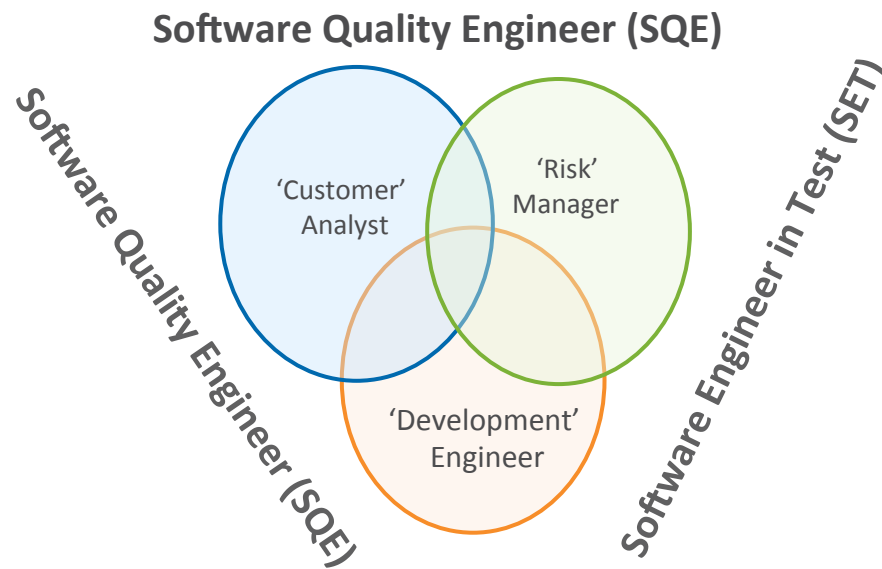 Software Quality Engineer (SQE)
Software Quality Engineer (SQE)
‘Customer’
Analyst
‘Risk’
Manager
Software Engineer in Test (SET)
‘Development’
Engineer